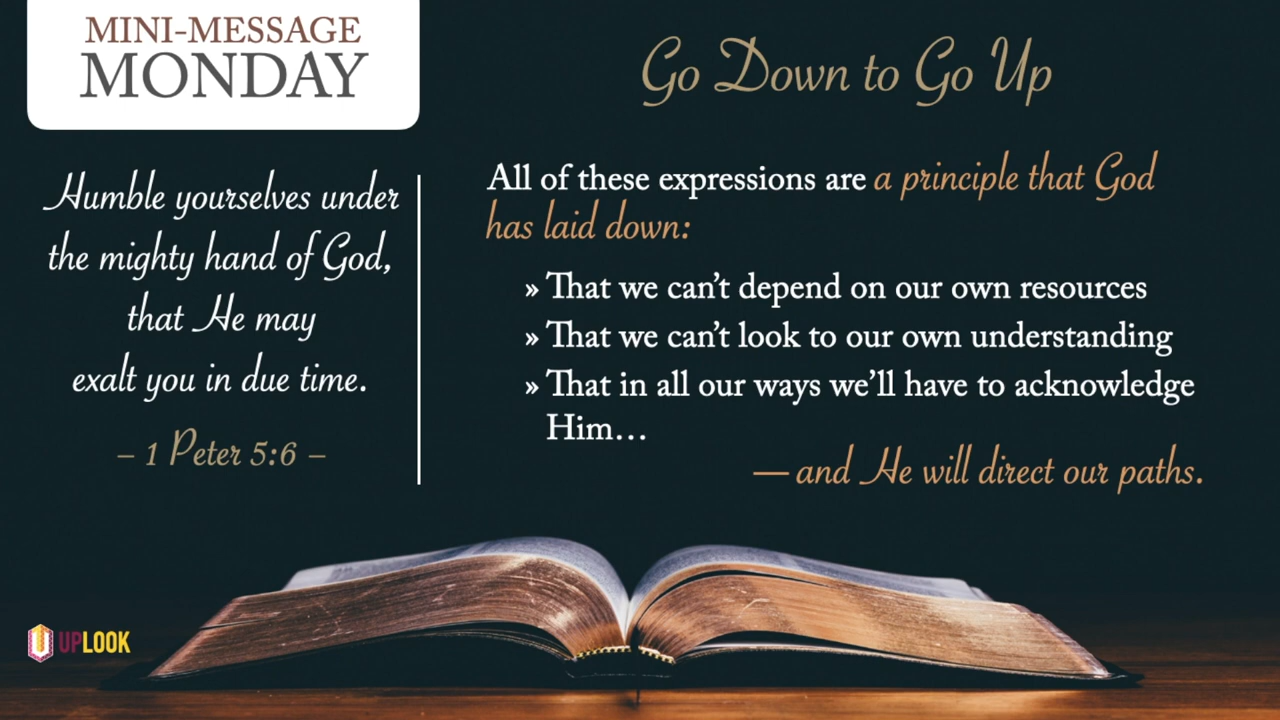 MINI-MESSAGE
MONDAY
Humble yourselves under
the mighty hand of God,
that He may
exalt you in due time.
– 1 Peter 5:6 –
Go Down to Go Up
All of these expressions are a principle that God
has laid down:
» That we can’t depend on our own resources
» That we can’t look to our own understanding
» That in all our ways we’ll have to acknowledge
Him…
— and He will direct our paths.
UPLOOK